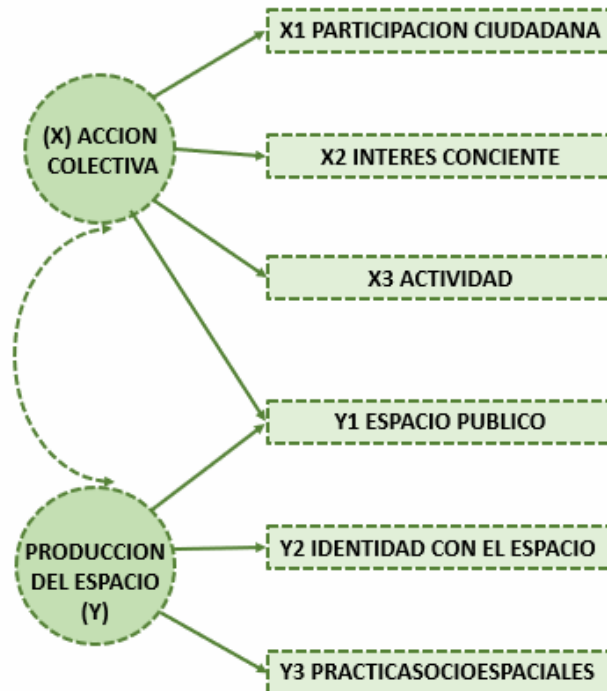 X1 PARTICIPACION CIUDADANA
(X) ACCION
COLECTIVA
X2 INTERES CONCIENTE
X3 ACTIVIDAD
Y1 ESPACIO PUBLICO
PRODUCCION
DEL ESPACIO
(Y)
Y2 IDENTIDAD CON EL ESPACIO
Y3 PRACTICASOCIOESPACIALES